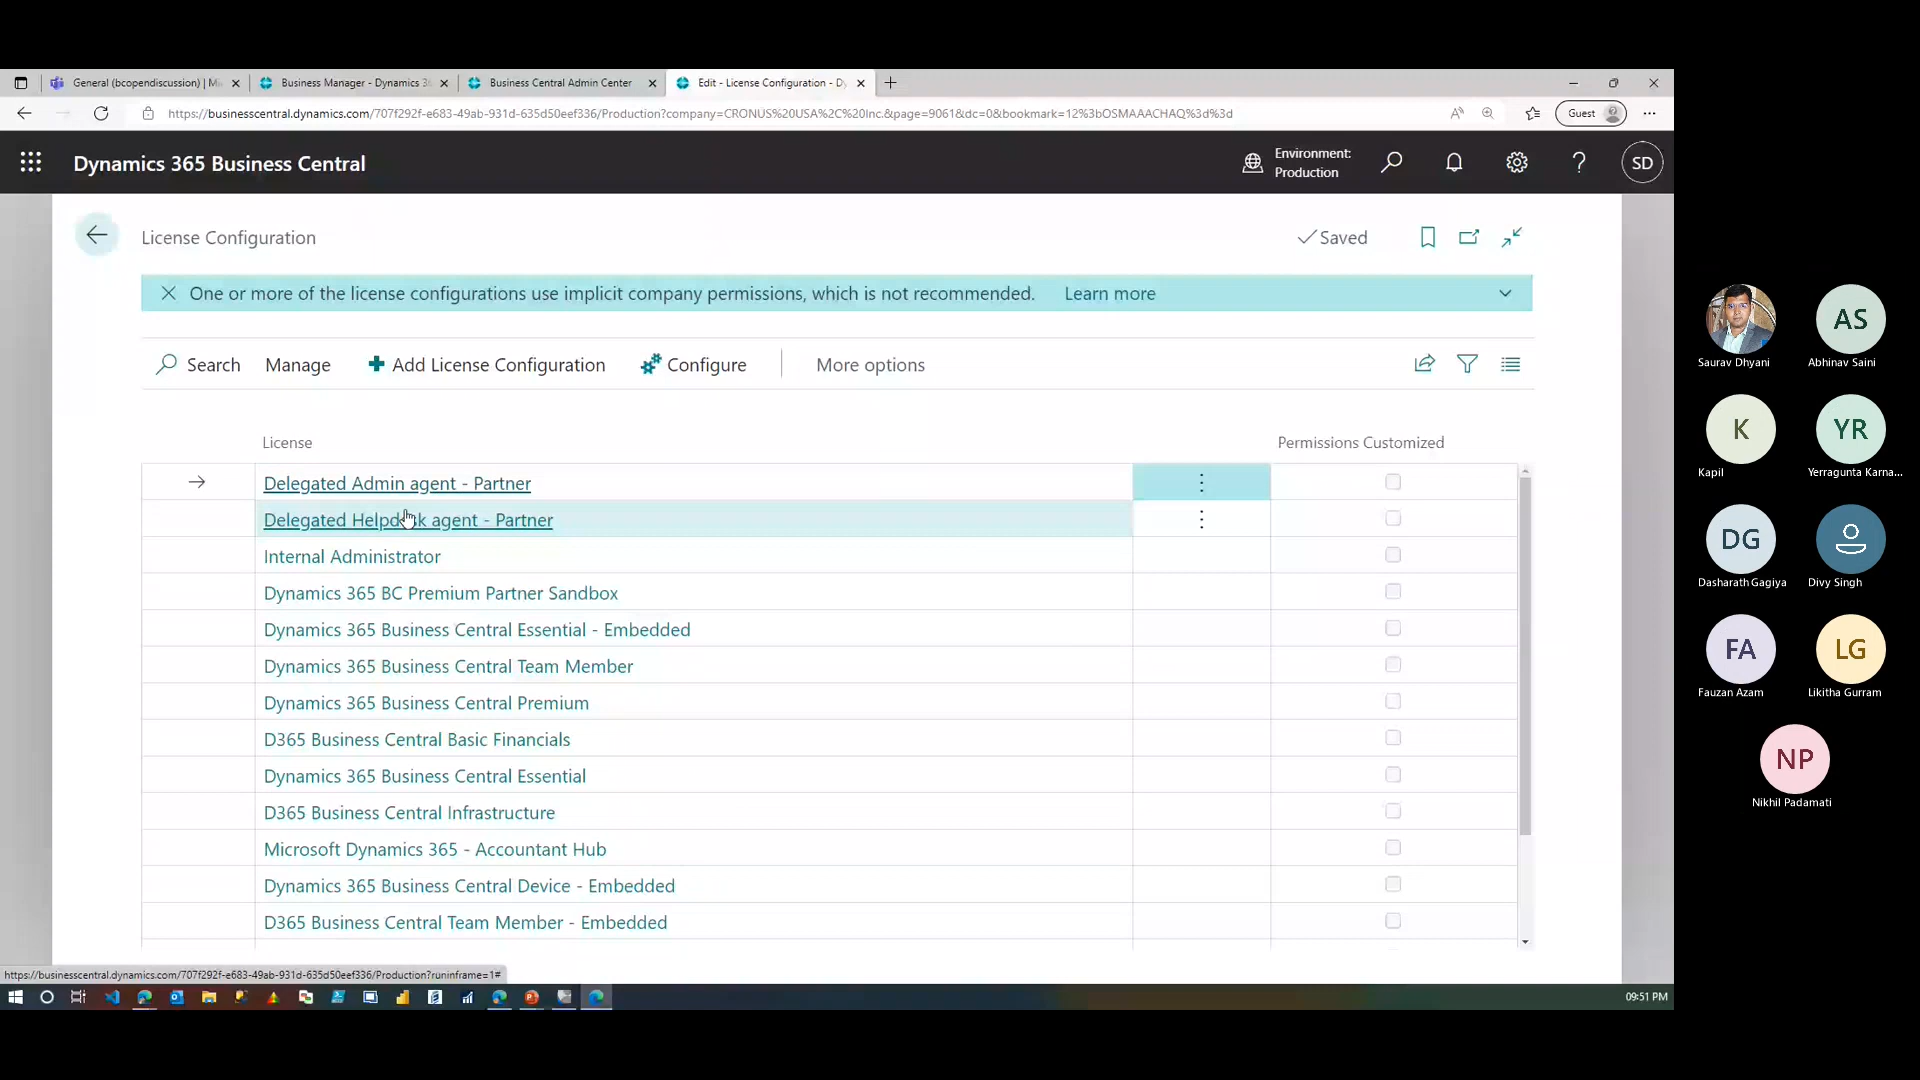 General (bcopendiscussion) | Mi
Business Manager - Dynamics 36
Business Central Admin Center
Edit - License Configuration - Dy
https://businesscentral.dynamics.com/707f292f-e683-49ab-931d-635d50eef336/Production?company=CRONUS%20USA%2C%20Inc.&page=9061&dc=0&bookmark=12%3bOSMAAACHAQ%3d%3d
Guest
Dynamics 365 Business Central
Environment:
Production
SD
License Configuration
Saved
One or more of the license configurations use implicit company permissions, which is not recommended. Learn more
Search
Manage
Add License Configuration
Configure
More options
License
Permissions Customized
Delegated Admin agent - Partner
Delegated Helpdesk agent - Partner
Internal Administrator
Dynamics 365 BC Premium Partner Sandbox
Dynamics 365 Business Central Essential - Embedded
Dynamics 365 Business Central Team Member
Dynamics 365 Business Central Premium
D365 Business Central Basic Financials
Dynamics 365 Business Central Essential
D365 Business Central Infrastructure
Microsoft Dynamics 365 - Accountant Hub
Dynamics 365 Business Central Device - Embedded
D365 Business Central Team Member - Embedded
https://businesscentral.dynamics.com/707f292f-e683-49ab-931d-635d50eef336/Production?runinframe=1#
09:51 PM
Saurav Dhyani
AS
Abhinav Saini
K
Kapil
YR
Yerragunta Karna...
DG
Dasharath Gagiya
Divy Singh
FA
Fauzan Azam
LG
Likitha Gurram
NP
Nikhil Padamati